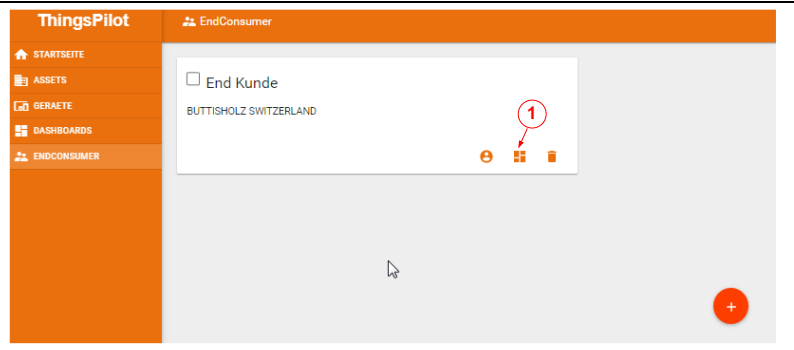 ThingsPilot
EndConsumer
STARTSEITE
ASSETS
GERAETE
DASHBOARDS
ENDCONSUMER
End Kunde
BUTTISHOLZ SWITZERLAND
1
+